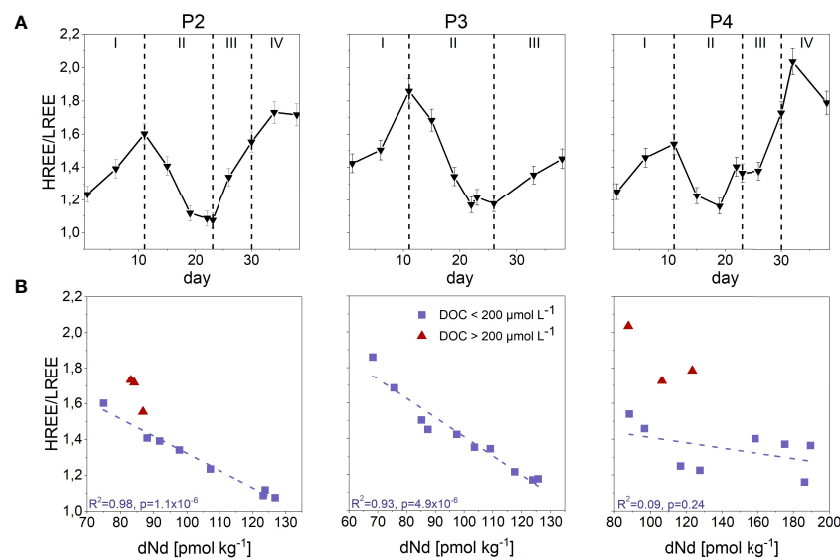 A
P2
P3
P4
I II III IV
I II III
I II III IV
HREE/LREE
2,2
2,0
1,8
1,6
1,4
1,2
1,0
10 20 30
10 20 30
10 20 30
day
day
day
B
HREE/LREE
2,2
2,0
1,8
1,6
1,4
1,2
1,0
DOC < 200 µmol L⁻¹
DOC > 200 µmol L⁻¹
R²=0.98, p=1.1x10⁻⁶
R²=0.93, p=4.9x10⁻⁶
R²=0.09, p=0.24
70 80 90 100 110 120 130
60 70 80 90 100 110 120 130
80 100 120 140 160 180 200
dNd [pmol kg⁻¹]
dNd [pmol kg⁻¹]
dNd [pmol kg⁻¹]